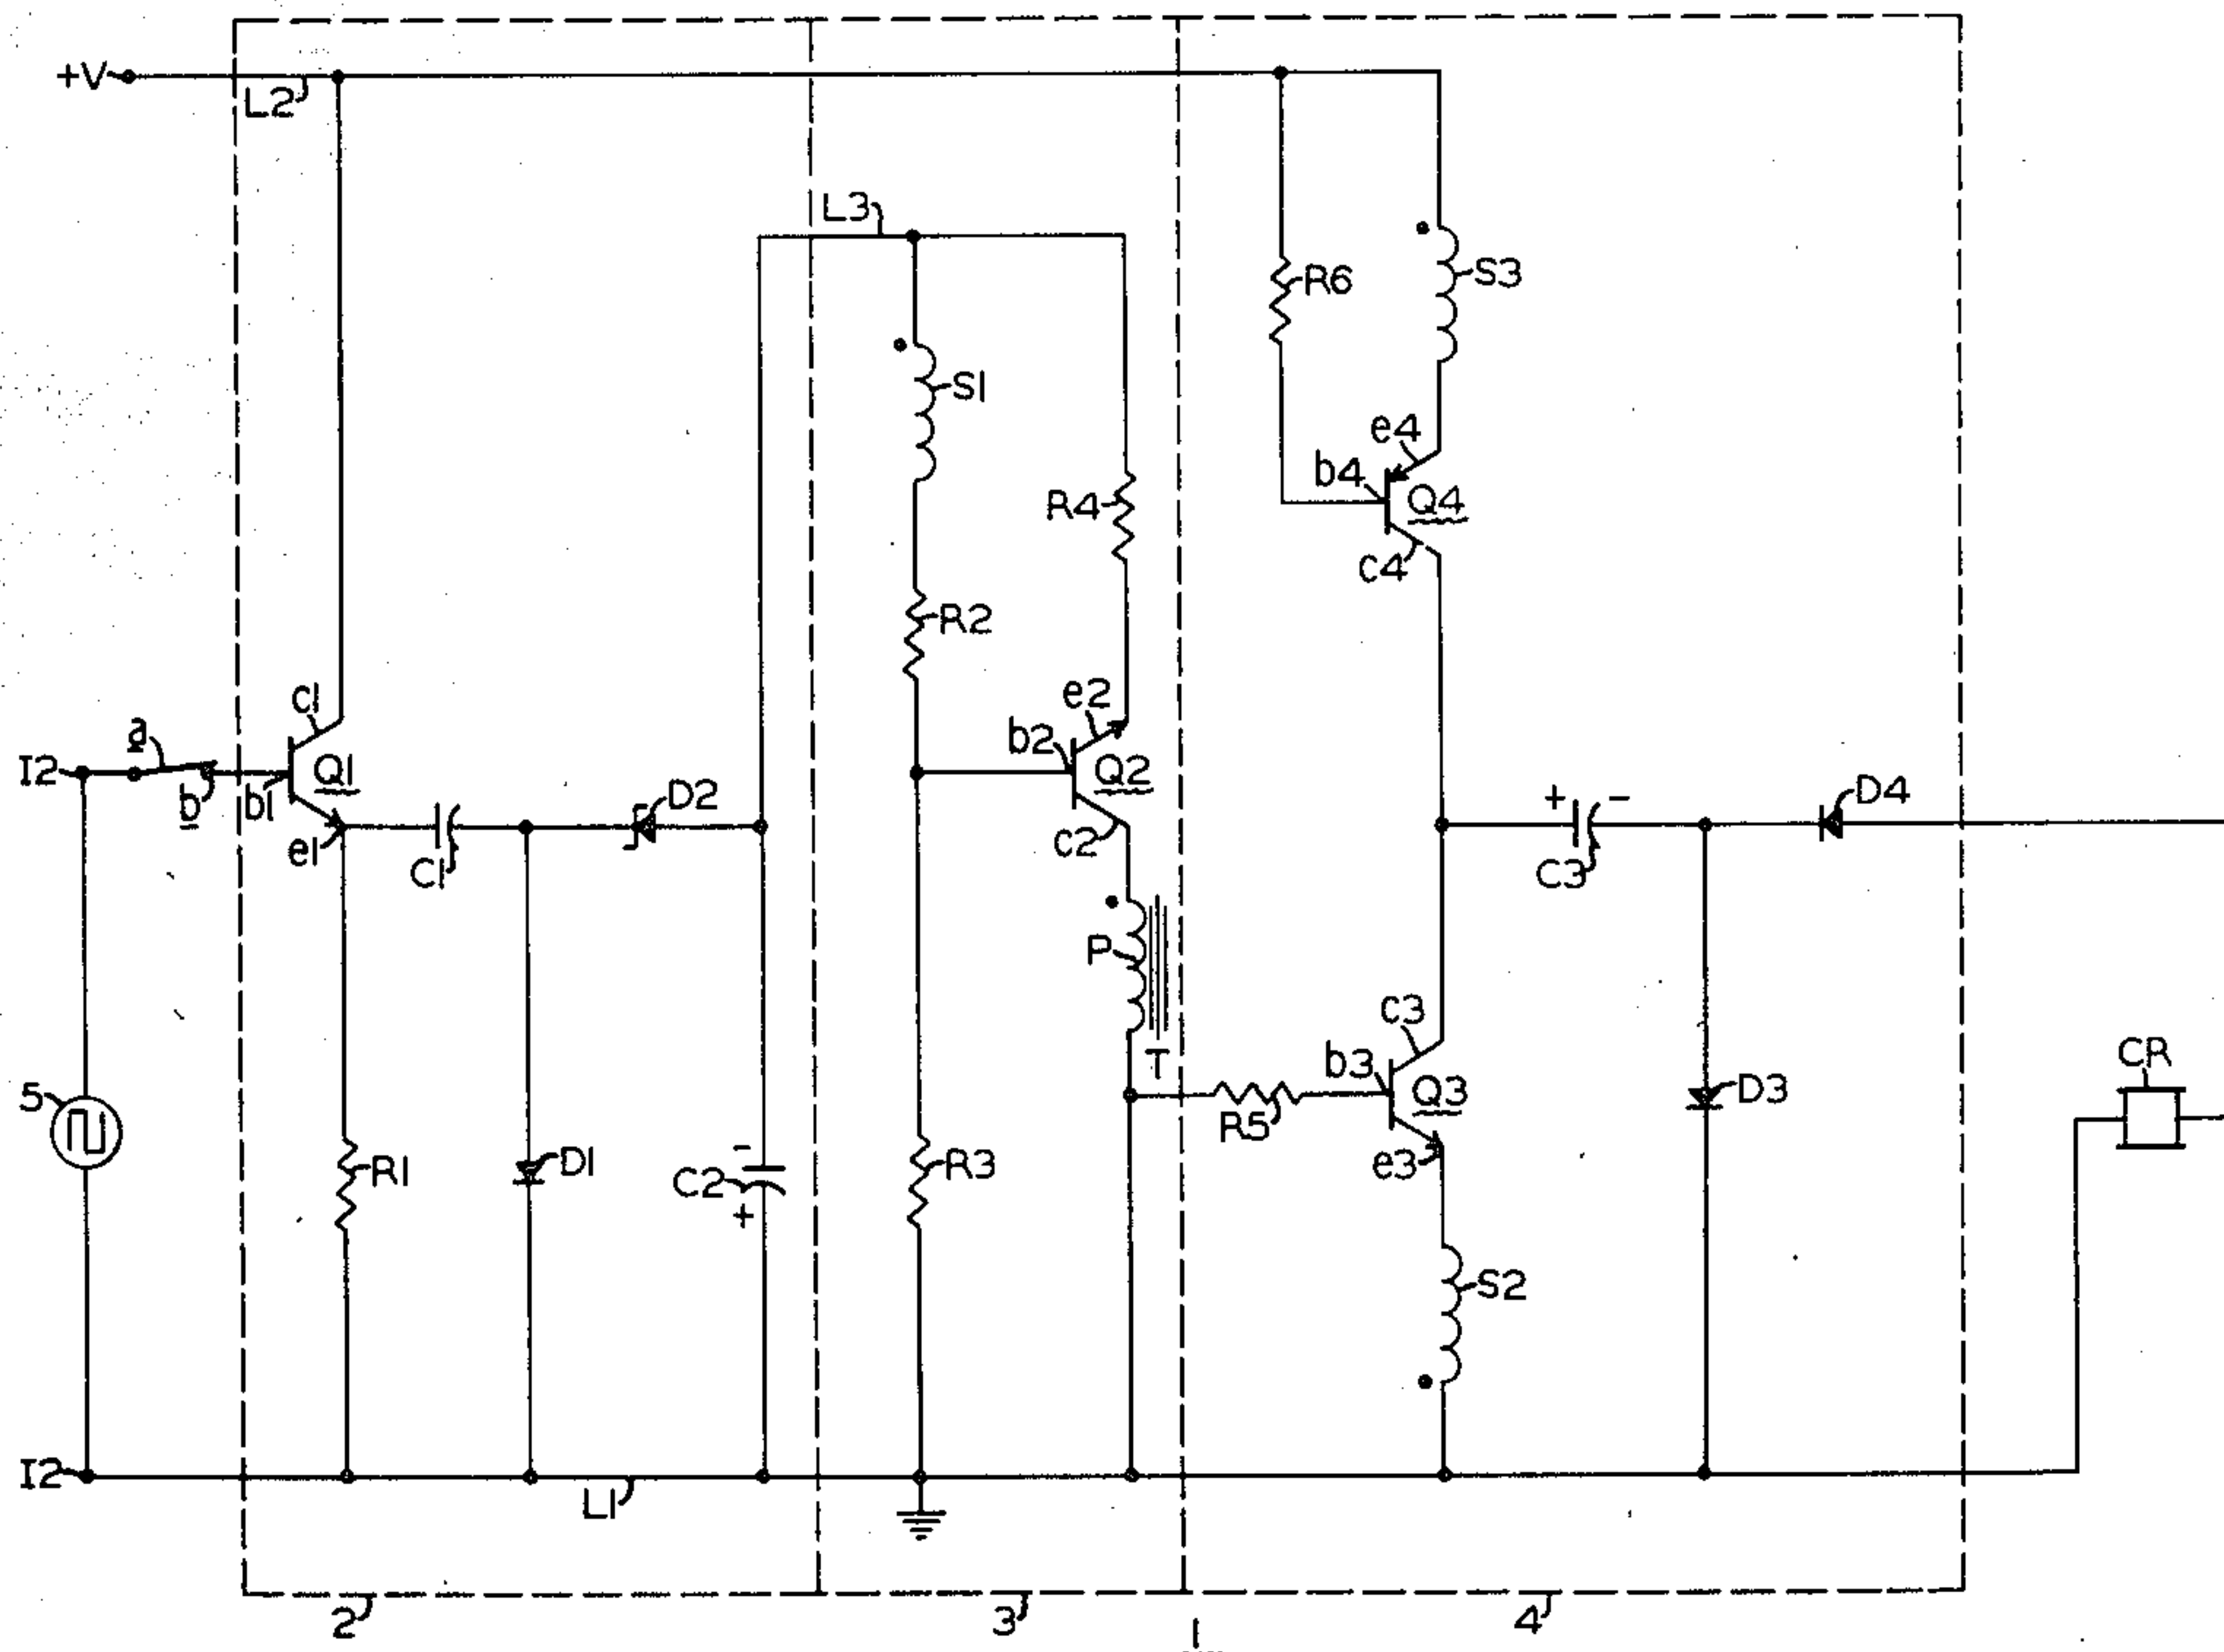 +V
L2
L3
S1
R6
S3
e4
b4
Q4
c4
R4
R2
c1
a
I2
b
b1
Q1
e1
C1
D2
e2
b2
Q2
c2
C3
+ -
D4
P
T
c3
b3
Q3
R5
e3
D3
CR
5
R1
D1
C2
-
+
R3
S2
I2
L1
2
3
1
4